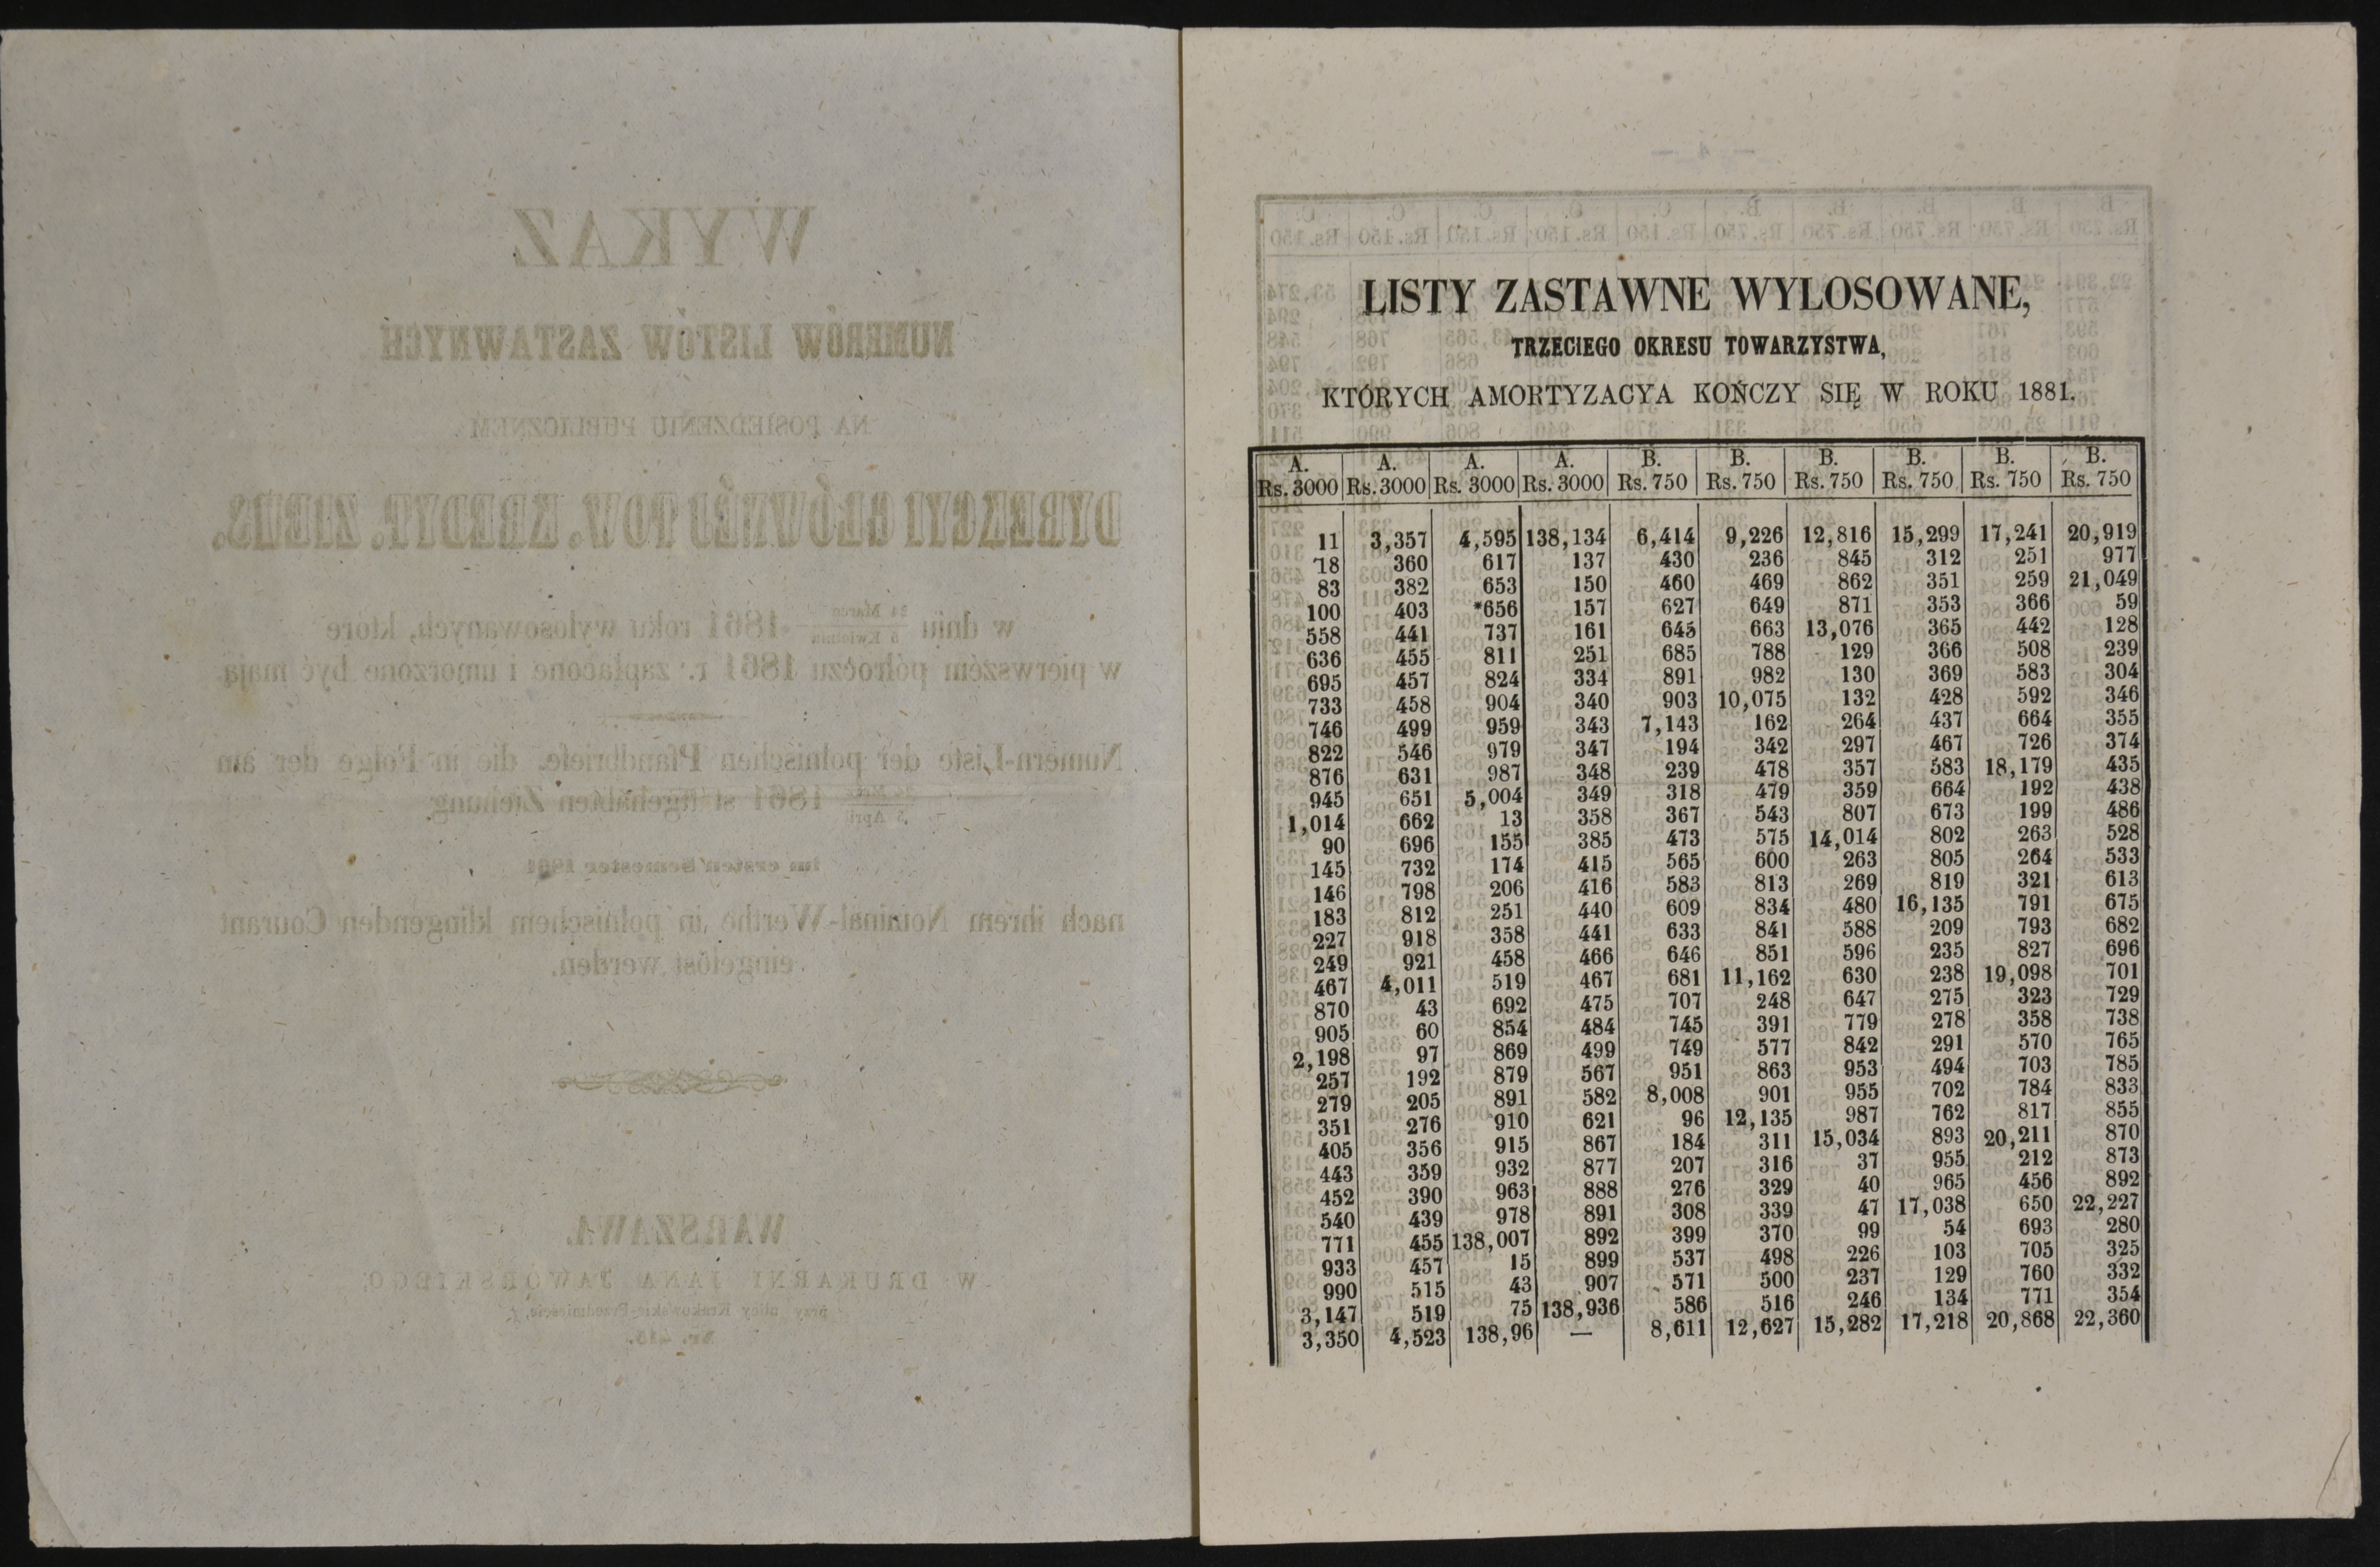 LISTY ZASTAWNE WYLOSOWANE,
TRZECIEGO OKRESU TOWARZYSTWA,
KTÓRYCH AMORTYZACYA KOŃCZY SIĘ W ROKU 1881.
A. A. A. A. B. B. B. B. B. B.
Rs. 3000 Rs. 3000 Rs. 3000 Rs. 3000 Rs. 750 Rs. 750 Rs. 750 Rs. 750 Rs. 750 Rs. 750
11 3,357 4,595 138,134 6,414 9,226 12,816 15,299 17,241 20,919
18 360 617 137 430 236 845 312 251 977
83 382 653 150 460 469 862 351 259 21,049
100 403 *656 157 627 649 871 353 366 59
558 441 737 161 645 663 13,076 365 442 128
636 455 811 251 685 788 129 366 508 239
695 457 824 334 891 982 130 369 583 304
733 458 904 340 903 10,075 132 428 592 346
746 499 959 343 7,143 162 264 437 664 355
822 546 979 347 194 342 297 467 726 374
876 631 987 348 239 478 357 583 18,179 435
945 651 5,004 349 318 479 359 664 192 438
1,014 662 13 358 367 543 807 673 199 486
90 696 155 385 473 575 14,014 802 263 528
145 732 174 415 565 600 263 805 264 533
146 798 206 416 583 813 269 819 321 613
183 812 251 440 609 834 480 16,135 791 675
227 918 358 441 633 841 588 209 793 682
249 921 458 466 646 851 596 235 827 696
467 4,011 519 467 681 11,162 630 238 19,098 701
870 43 692 475 707 248 647 275 323 729
905 60 854 484 745 391 779 278 358 738
2,198 97 869 499 749 577 842 291 570 765
257 192 879 567 951 863 953 494 703 785
279 205 891 582 8,008 901 955 702 784 833
351 276 910 621 96 12,135 987 762 817 855
405 356 915 867 184 311 15,034 893 20,211 870
443 359 932 877 207 316 37 955 212 873
452 390 963 888 276 329 40 965 456 892
540 439 978 891 308 339 47 17,038 650 22,227
771 455 138,007 892 399 370 99 54 693 280
933 457 15 899 537 498 226 103 705 325
990 515 43 907 571 500 237 129 760 332
3,147 519 75 138,936 586 516 246 134 771 354
3,350 4,523 138,96 — 8,611 12,627 15,282 17,218 20,868 22,360